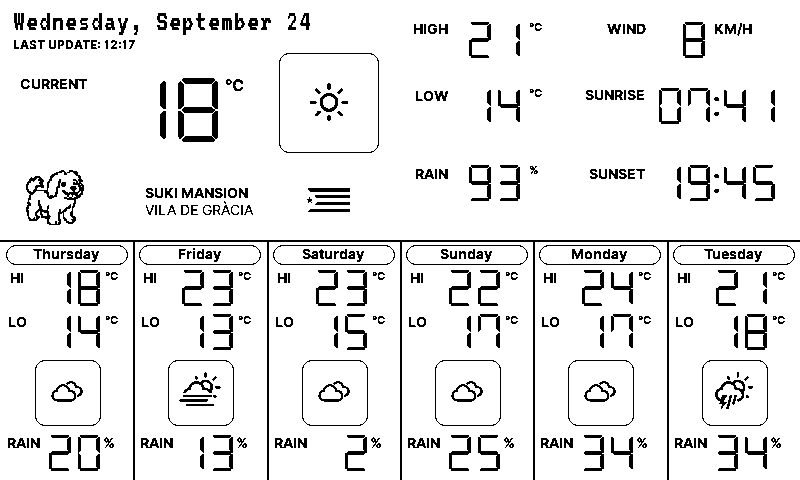 Wednesday, September 24
LAST UPDATE: 12:17
CURRENT 18 °C
SUKI MANSION
VILA DE GRÀCIA
HIGH 21 °C
LOW 14 °C
RAIN 93 %
WIND 8 KM/H
SUNRISE 07:41
SUNSET 19:45
Thursday
HI 18 °C
LO 14 °C
RAIN 20 %
Friday
HI 23 °C
LO 13 °C
RAIN 13 %
Saturday
HI 23 °C
LO 15 °C
RAIN 2 %
Sunday
HI 22 °C
LO 17 °C
RAIN 25 %
Monday
HI 24 °C
LO 17 °C
RAIN 34 %
Tuesday
HI 21 °C
LO 18 °C
RAIN 34 %